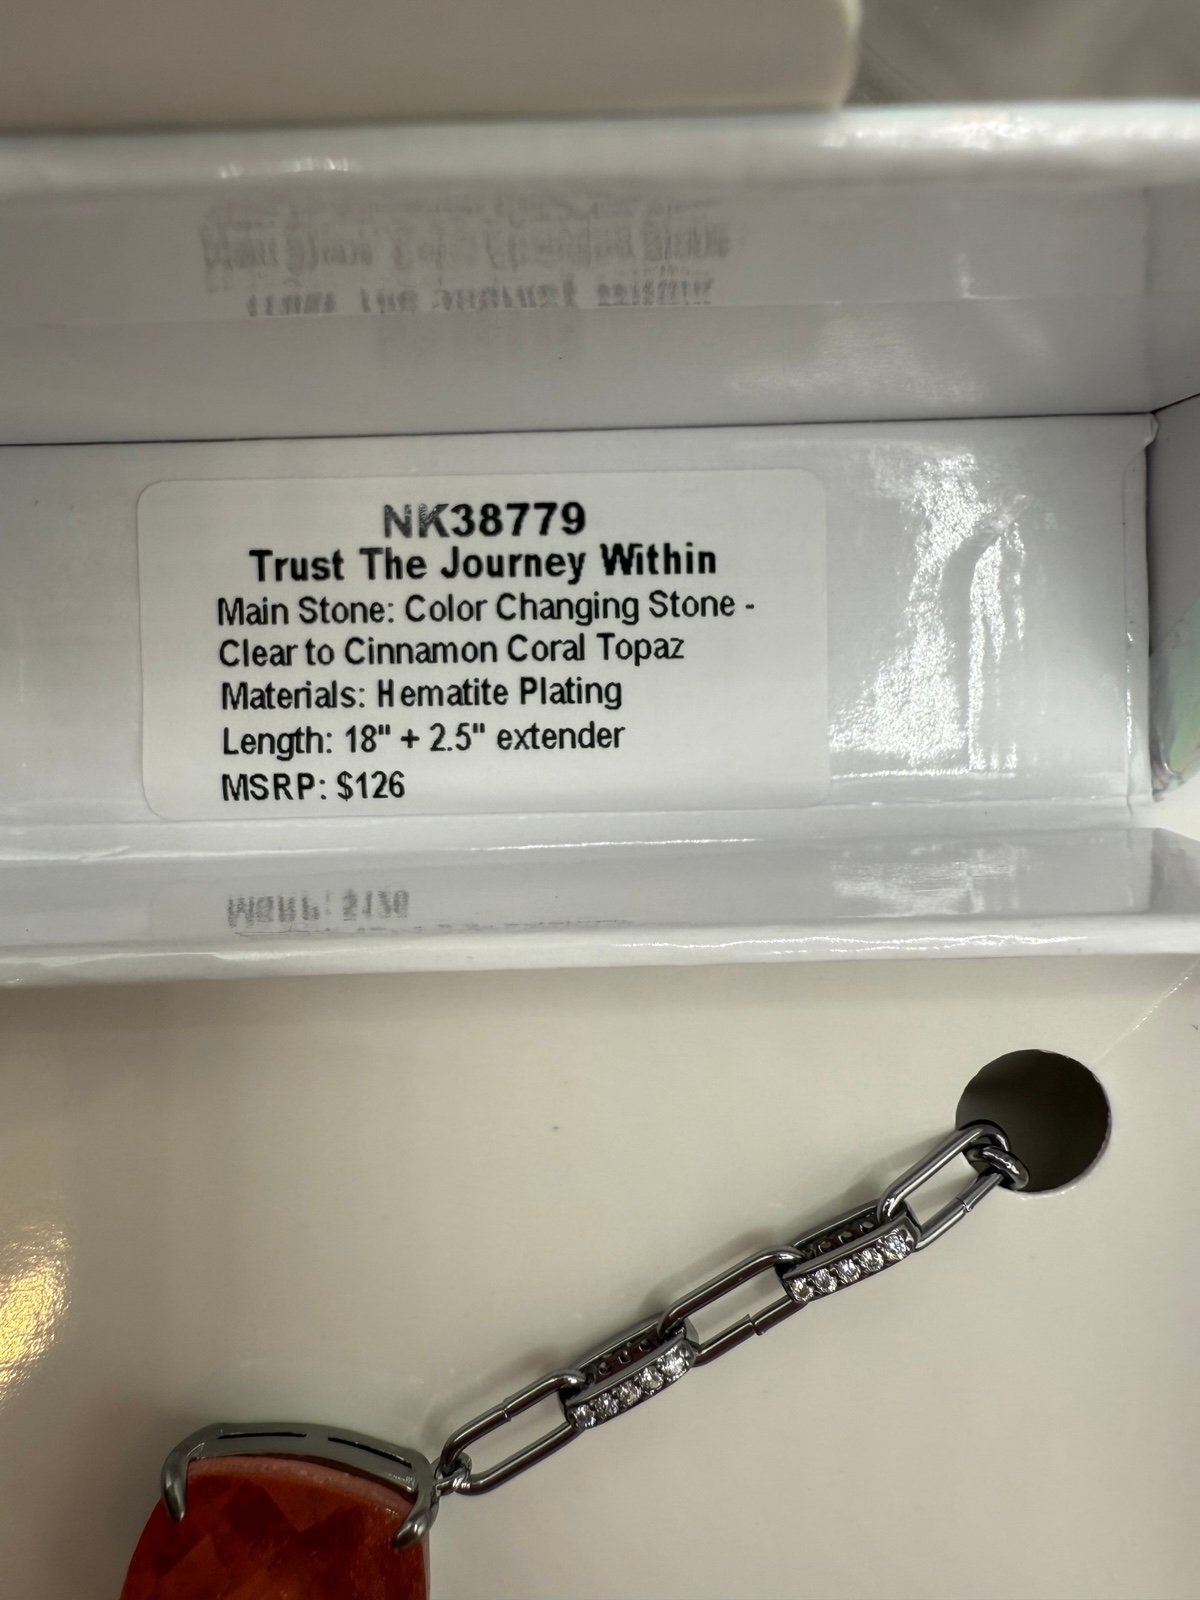 NK38779
Trust The Journey Within
Main Stone: Color Changing Stone -
Clear to Cinnamon Coral Topaz
Materials: Hematite Plating
Length: 18" + 2.5" extender
MSRP: $126